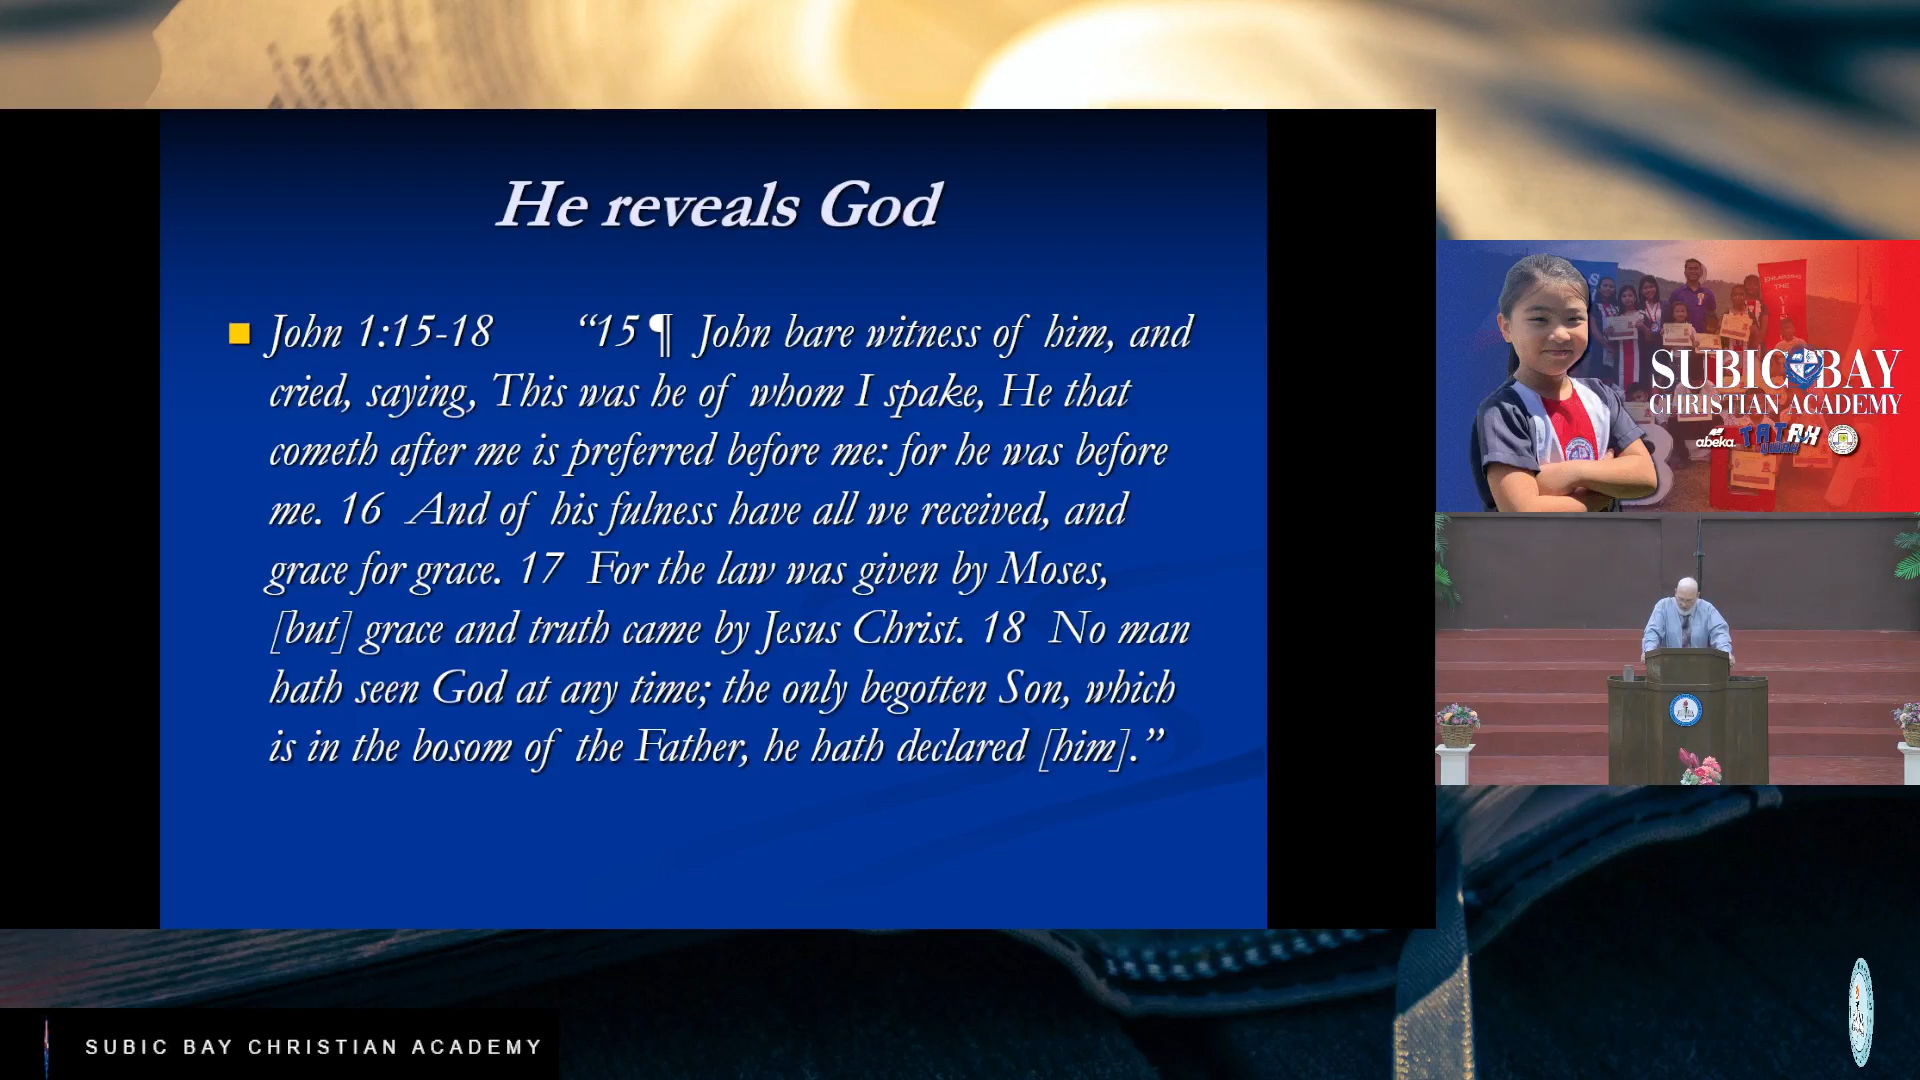 He reveals God
John 1:15-18 “15 ¶ John bare witness of him, and
cried, saying, This was he of whom I spake, He that
cometh after me is preferred before me: for he was before
me. 16 And of his fulness have all we received, and
grace for grace. 17 For the law was given by Moses,
[but] grace and truth came by Jesus Christ. 18 No man
hath seen God at any time; the only begotten Son, which
is in the bosom of the Father, he hath declared [him].”
SUBIC BAY
CHRISTIAN ACADEMY
abeka
SUBIC BAY CHRISTIAN ACADEMY